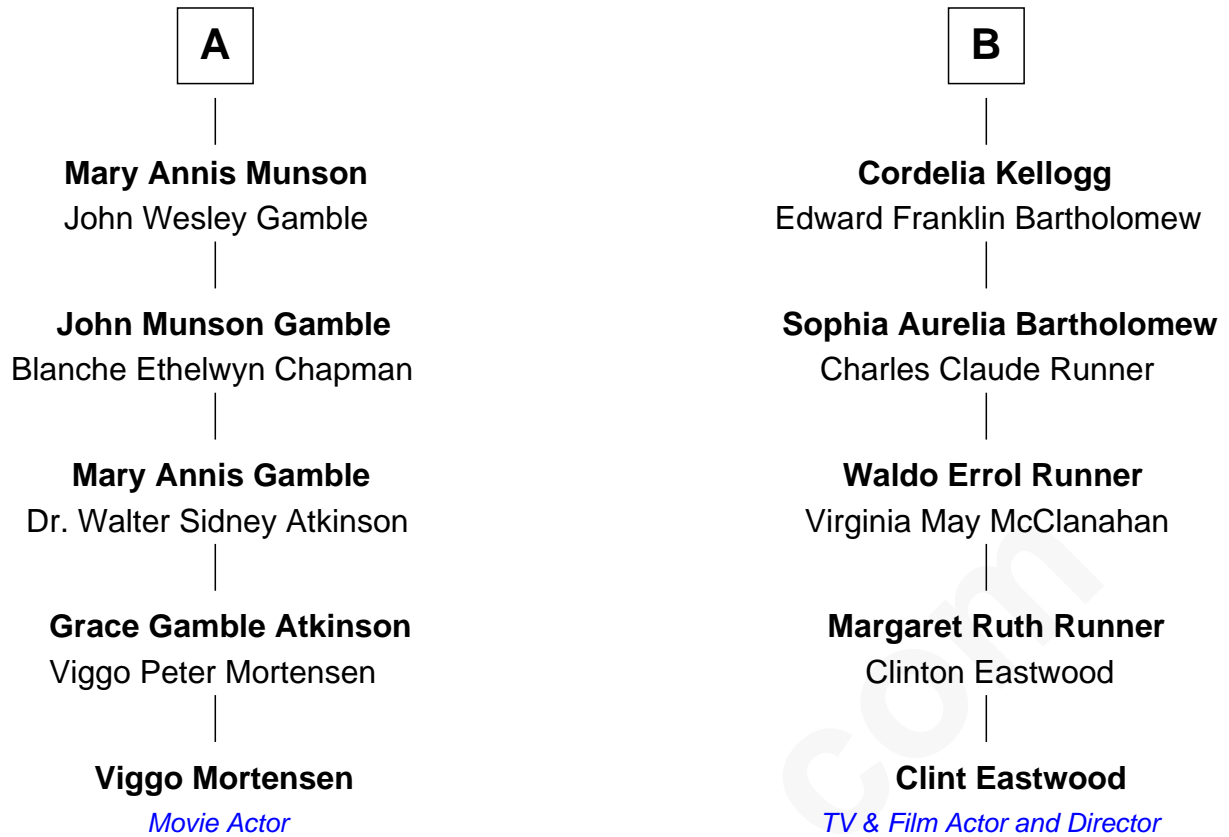 A
Mary Annis Munson
John Wesley Gamble
John Munson Gamble
Blanche Ethelwyn Chapman
Mary Annis Gamble
Dr. Walter Sidney Atkinson
Grace Gamble Atkinson
Viggo Peter Mortensen
Viggo Mortensen
Movie Actor
B
Cordelia Kellogg
Edward Franklin Bartholomew
Sophia Aurelia Bartholomew
Charles Claude Runner
Waldo Errol Runner
Virginia May McClanahan
Margaret Ruth Runner
Clinton Eastwood
Clint Eastwood
TV & Film Actor and Director
com